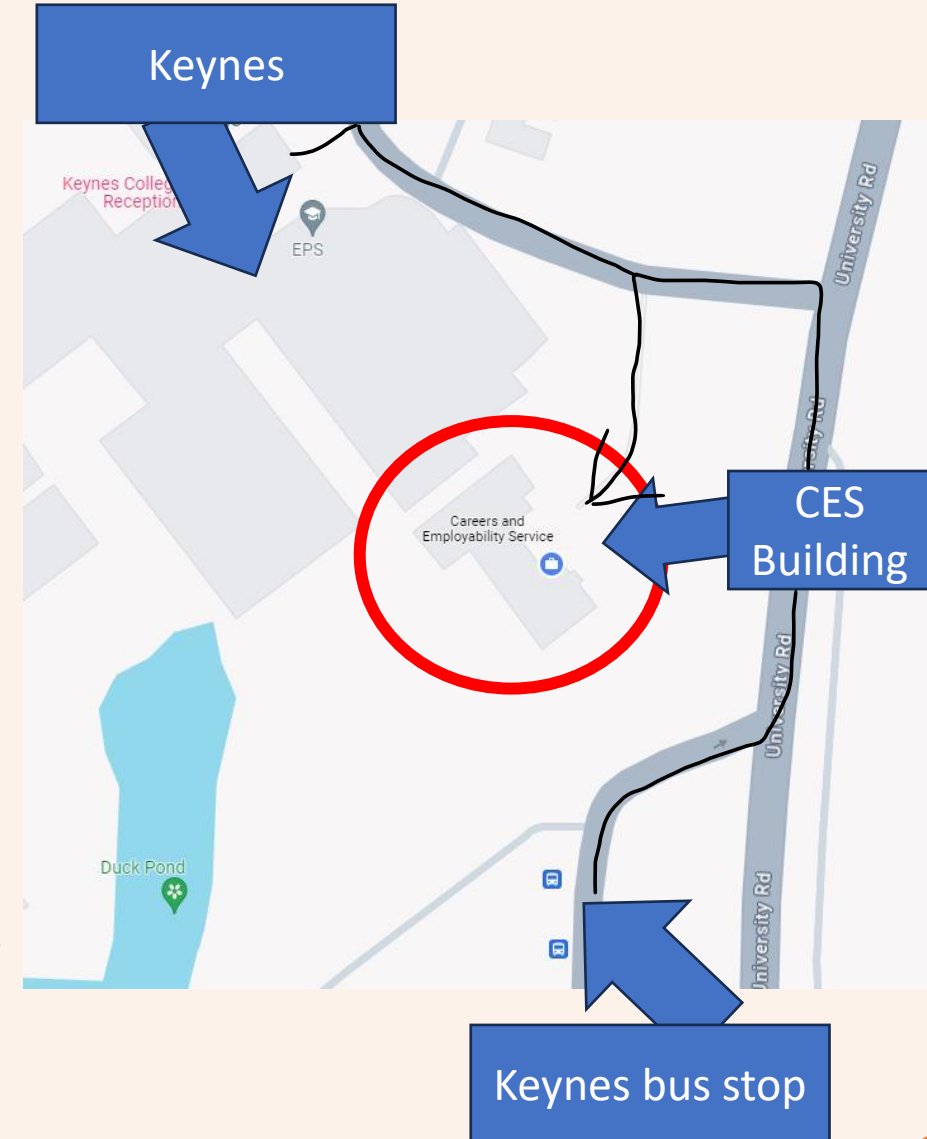 Keynes
Keynes Colleg
Reception
EPS
University Rd
University Rd
CES
Building
Careers and
Employability Service
University Rd
Duck Pond
University Rd
Keynes bus stop